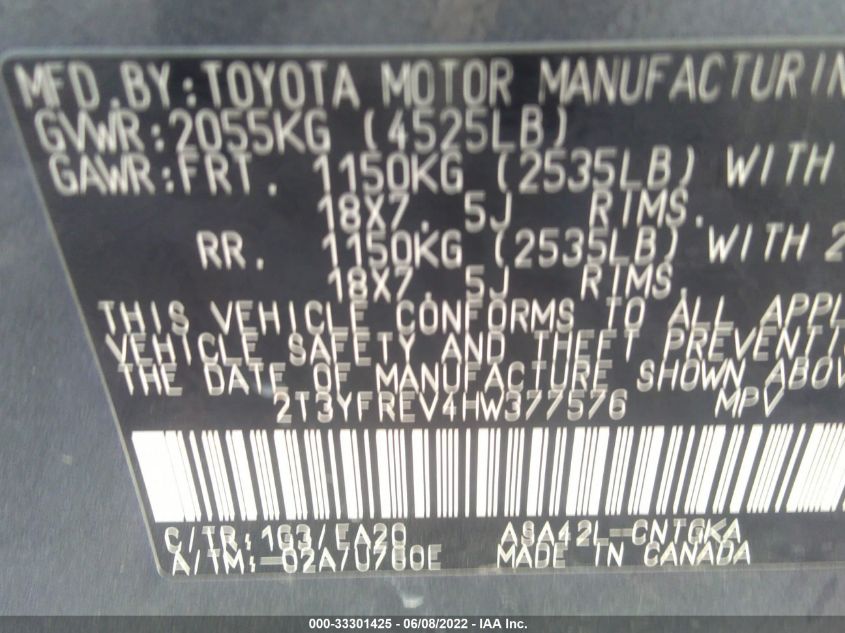 MFD.BY:TOYOTA MOTOR MANUFACTURIN
GVWR:2055KG (4525LB)
GAWR:FRT. 1150KG (2535LB) WITH
18X7.5J RIMS.
RR. 1150KG (2535LB) WITH 2
18X7.5J RIMS.
THIS VEHICLE CONFORMS TO ALL APPL
VEHICLE SAFETY AND THEFT PREVENTI
THE DATE OF MANUFACTURE SHOWN ABOV
2T3YFREV4HW377576 MPV
C/TR:1G3/EA20 ASA42L-CNTGKA
A/TM:-02A/U760E MADE IN CANADA
000-33301425 - 06/08/2022 - IAA Inc.